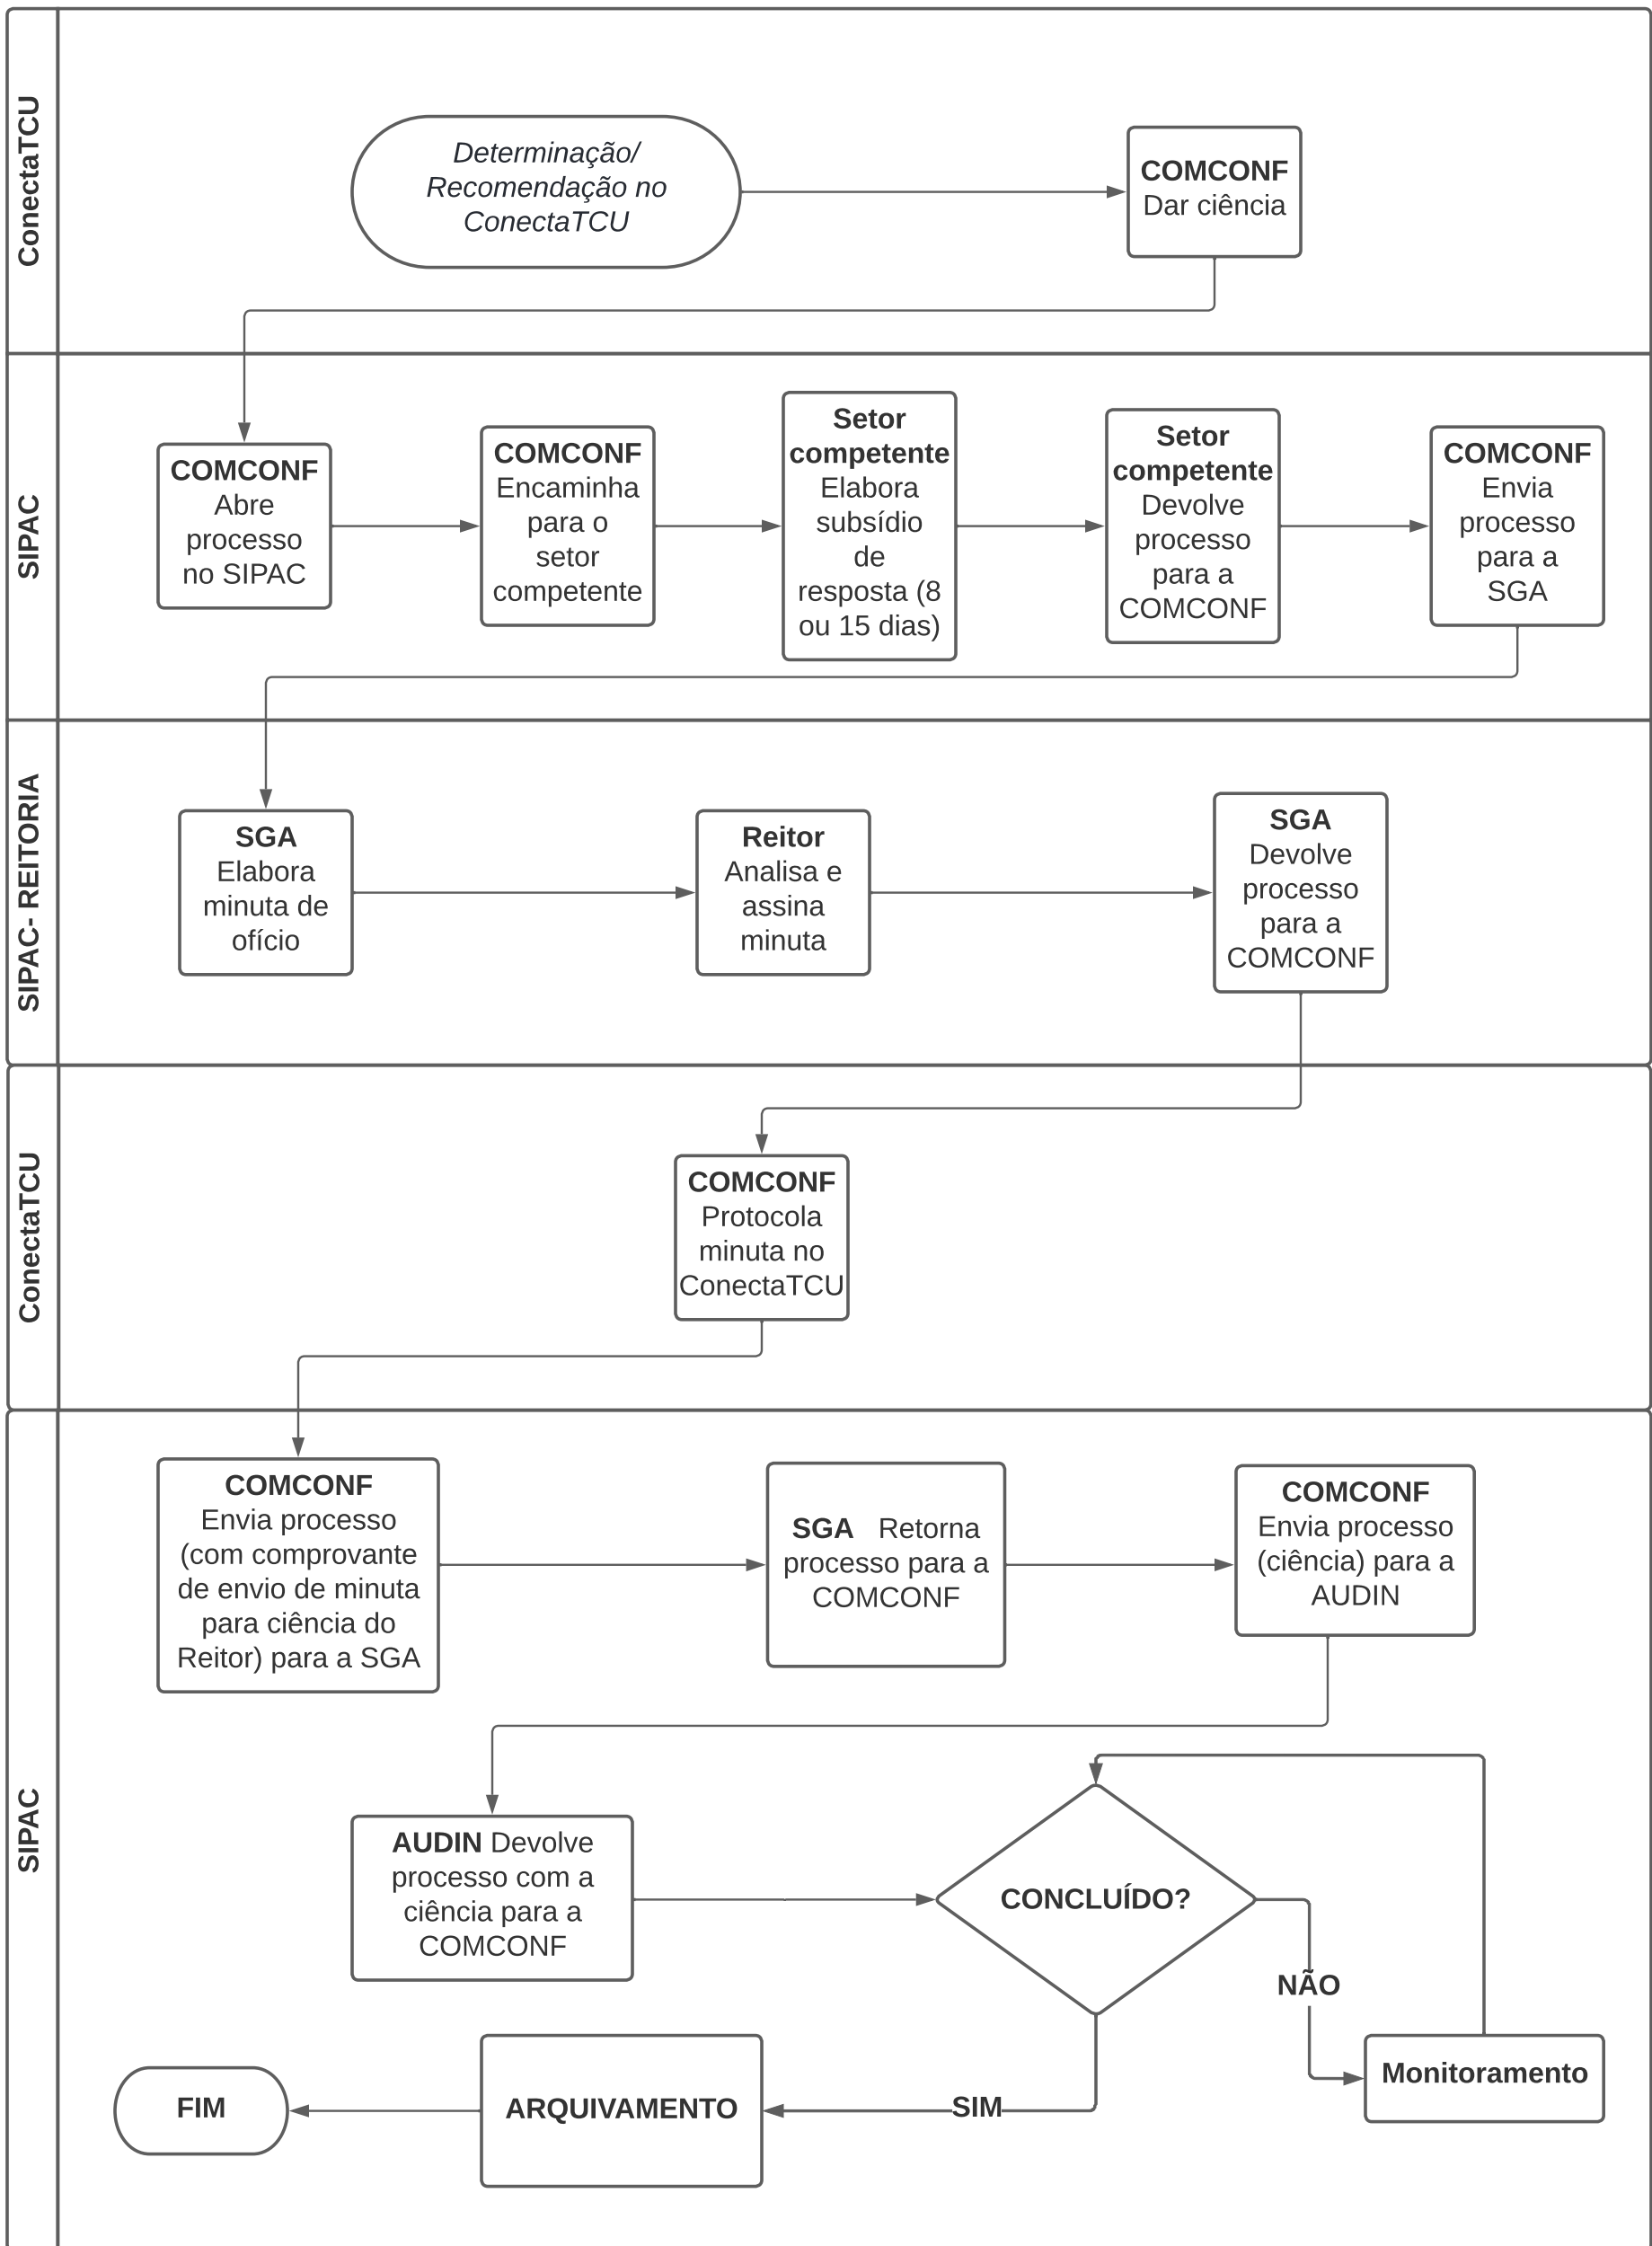 ConectaTCU
Determinação/
Recomendação no
ConectaTCU
COMCONF
Dar ciência
SIPAC
COMCONF
Abre
processo
no SIPAC
COMCONF
Encaminha
para o
setor
competente
Setor
competente
Elabora
subsídio
de
resposta (8
ou 15 dias)
Setor
competente
Devolve
processo
para a
COMCONF
COMCONF
Envia
processo
para a
SGA
SIPAC- REITORIA
SGA
Elabora
minuta de
ofício
Reitor
Analisa e
assina
minuta
SGA
Devolve
processo
para a
COMCONF
ConectaTCU
COMCONF
Protocola
minuta no
ConectaTCU
SIPAC
COMCONF
Envia processo
(com comprovante
de envio de minuta
para ciência do
Reitor) para a SGA
SGA Retorna
processo para a
COMCONF
COMCONF
Envia processo
(ciência) para a
AUDIN
AUDIN Devolve
processo com a
ciência para a
COMCONF
CONCLUÍDO?
NÃO
Monitoramento
SIM
ARQUIVAMENTO
FIM